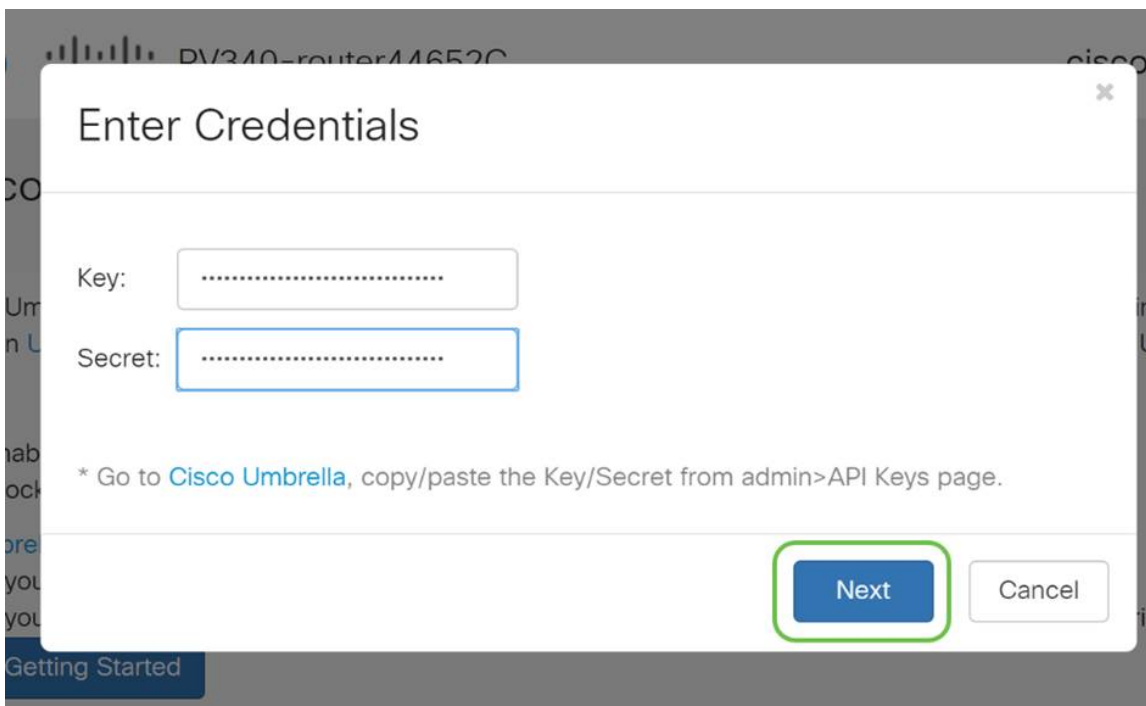 RV340-router44652C
cisco
Enter Credentials
Key: ································
Secret: ································
* Go to Cisco Umbrella, copy/paste the Key/Secret from admin>API Keys page.
Next
Cancel
Getting Started